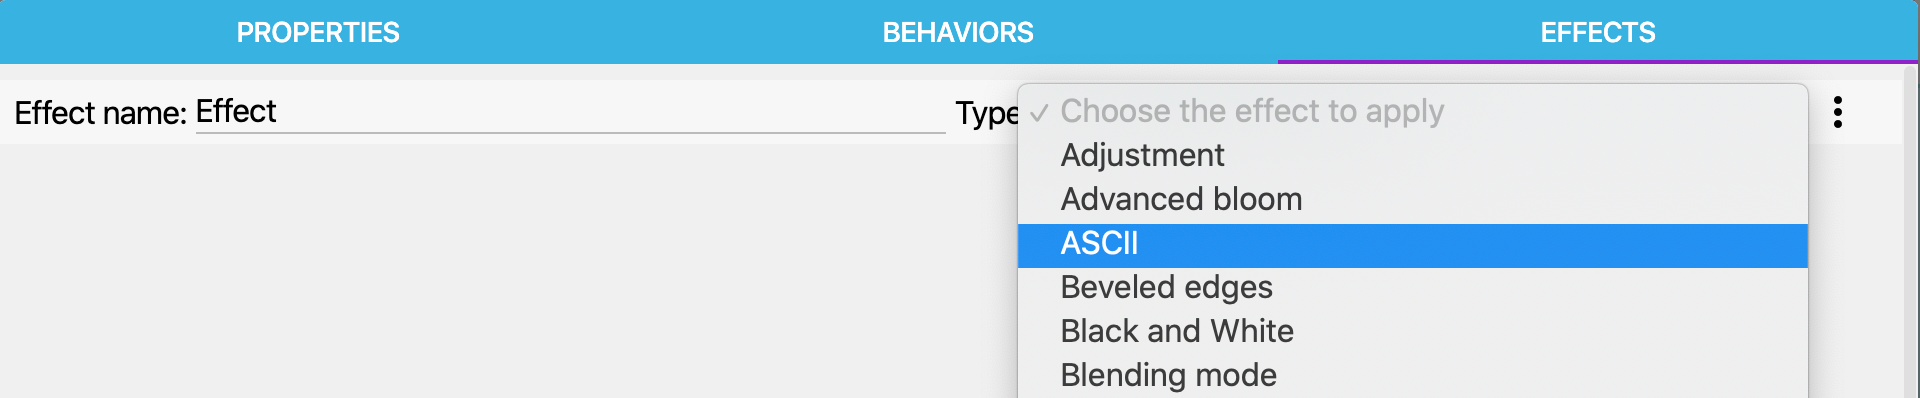 PROPERTIES BEHAVIORS EFFECTS
Effect name: Effect Type ✓ Choose the effect to apply
Adjustment
Advanced bloom
ASCII
Beveled edges
Black and White
Blending mode